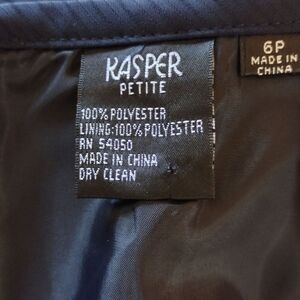 KASPER
PETITE
100% POLYESTER
LINING:100% POLYESTER
RN 54050
MADE IN CHINA
DRY CLEAN
6P
MADE IN
CHINA